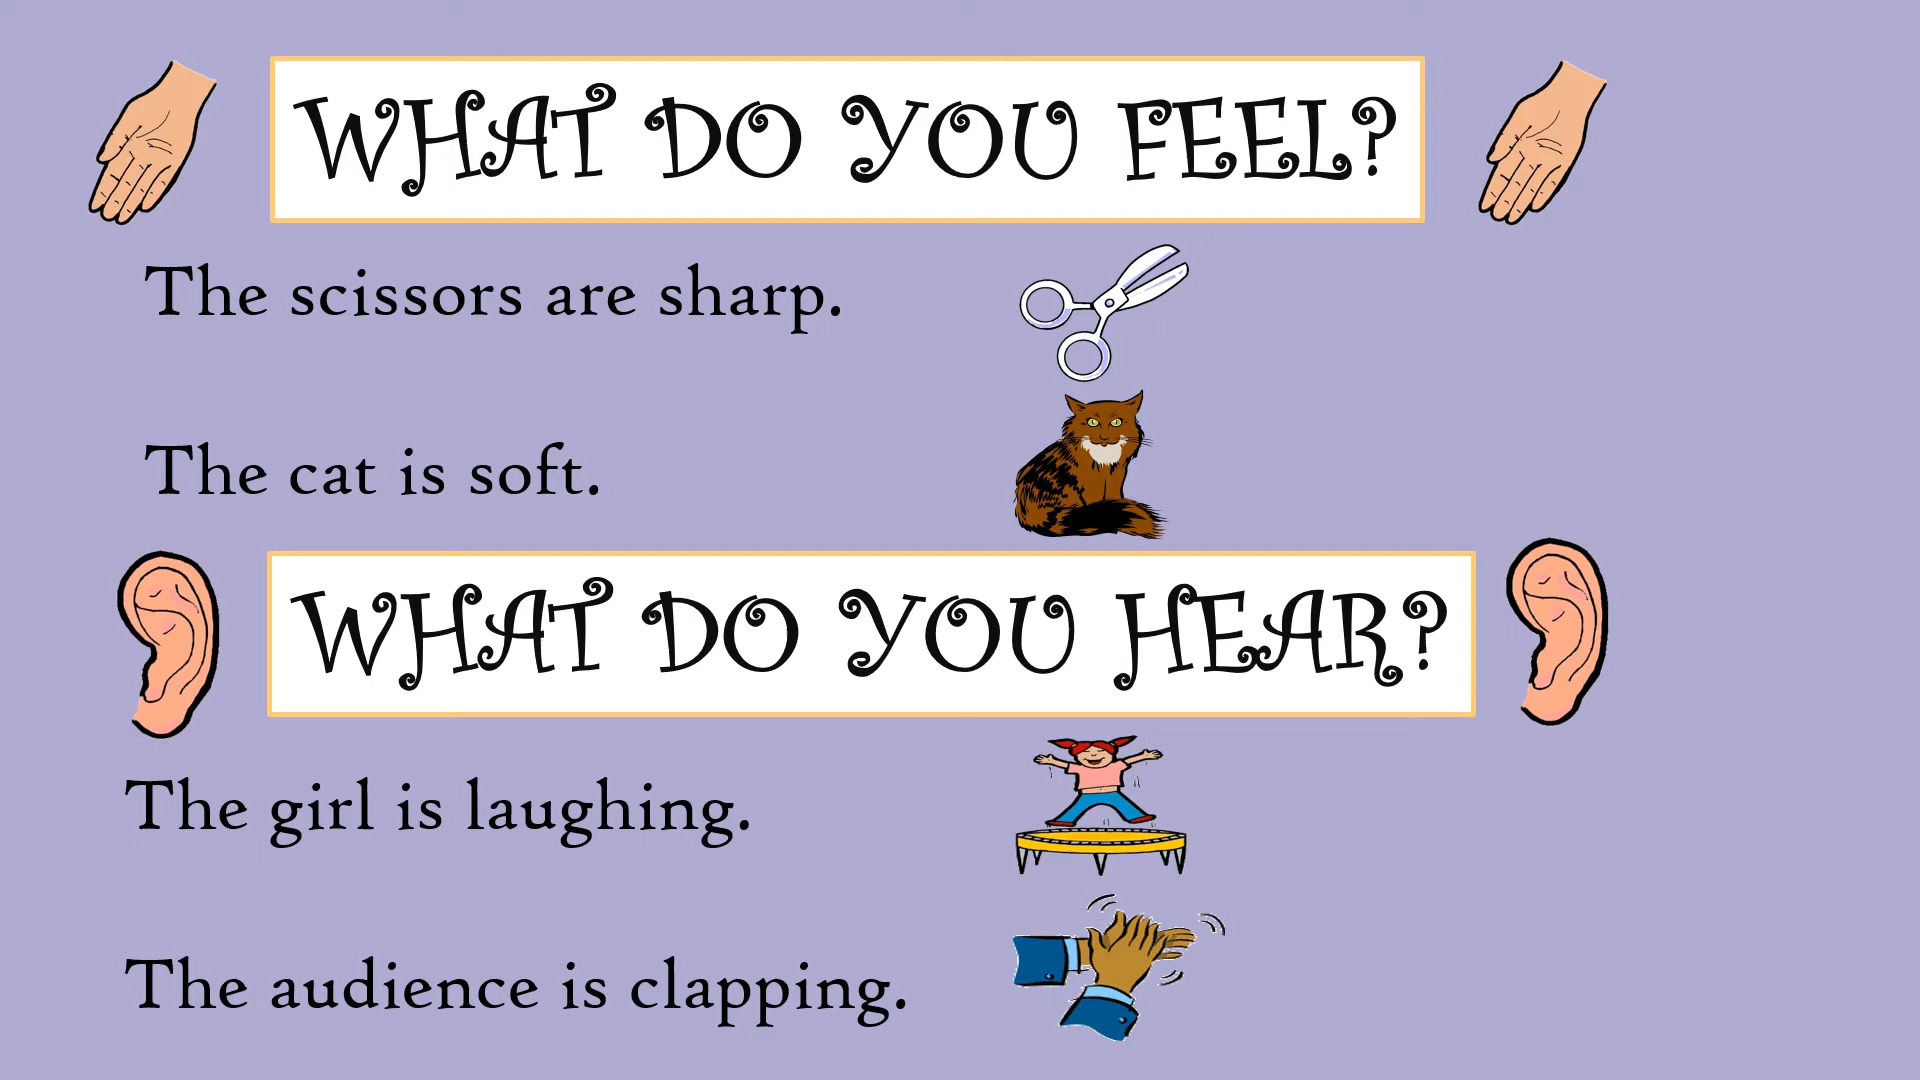 WHAT DO YOU FEEL?
The scissors are sharp.
The cat is soft.
WHAT DO YOU HEAR?
The girl is laughing.
The audience is clapping.